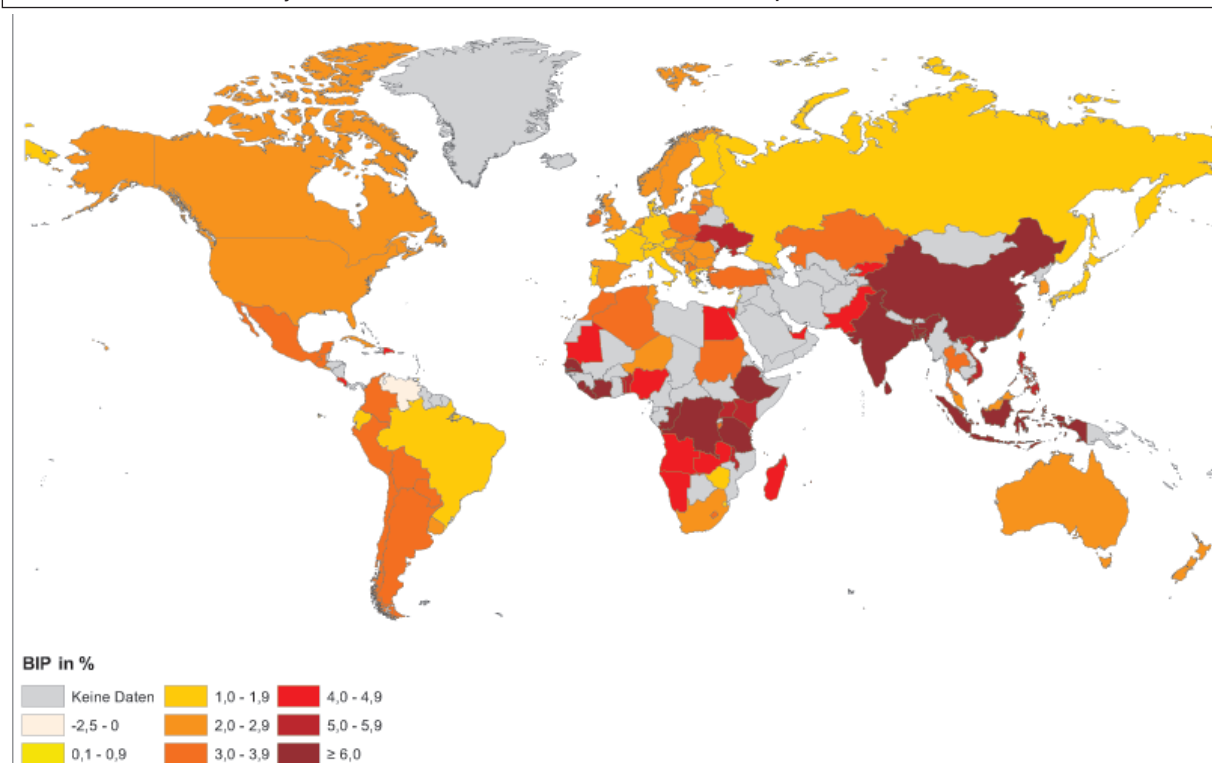 BIP in %
Keine Daten
-2,5 - 0
0,1 - 0,9
1,0 - 1,9
2,0 - 2,9
3,0 - 3,9
4,0 - 4,9
5,0 - 5,9
≥ 6,0